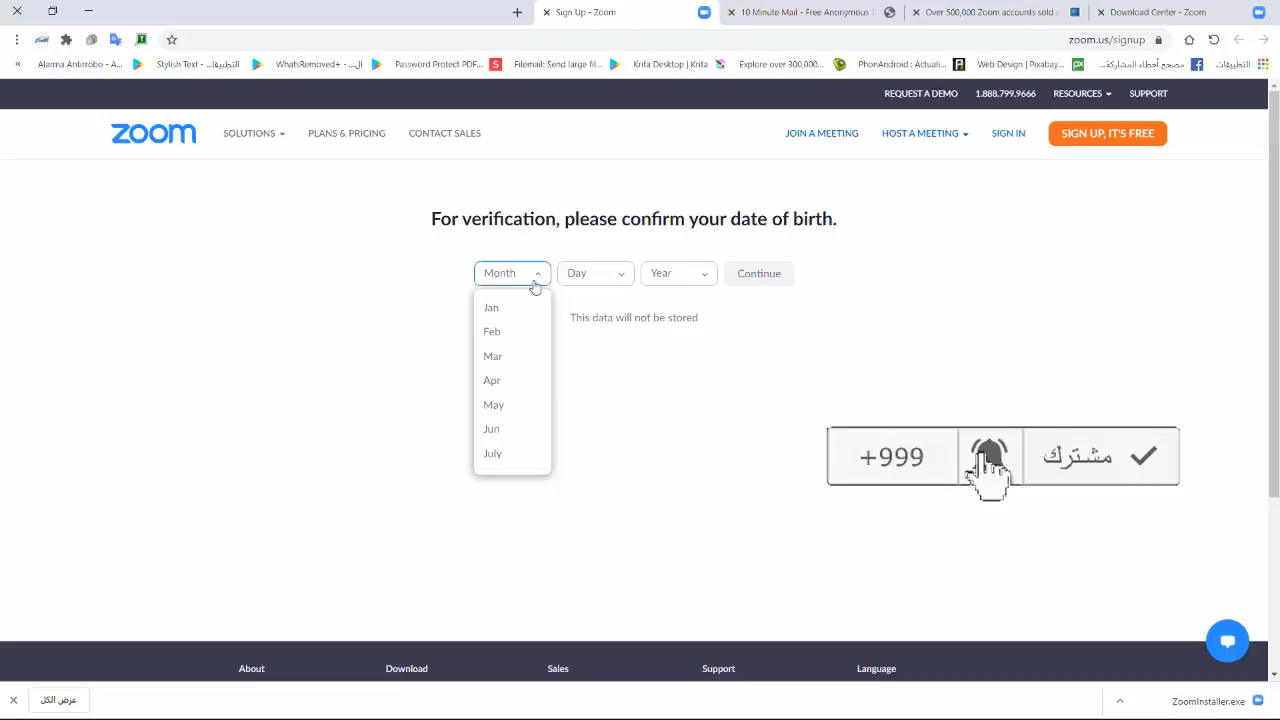 Sign Up - Zoom
10 Minute Mail - Free Anonymous
Over 500,000 Zoom accounts sold o
Download Center - Zoom
zoom.us/signup
«
Alarma Antirrobo - A...
Stylish Text - ...التطبيقات
WhatsRemoved+ - ...ال
Password Protect PDF...
Filemail: Send large fil...
Krita Desktop | Krita
Explore over 300,000...
PhonAndroid : Actuali...
Web Design | Pixabay...
مصحح أخطاء المشاركة...
التطبيقات
REQUEST A DEMO
1.888.799.9666
RESOURCES
SUPPORT
zoom
SOLUTIONS
PLANS & PRICING
CONTACT SALES
JOIN A MEETING
HOST A MEETING
SIGN IN
SIGN UP, IT'S FREE
For verification, please confirm your date of birth.
Month
Day
Year
Continue
This data will not be stored
Jan
Feb
Mar
Apr
May
Jun
July
+999
مشترك
About
Download
Sales
Support
Language
عرض الكل
ZoomInstaller.exe